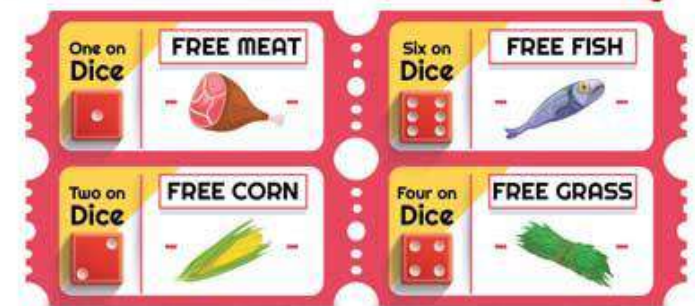 One on
Dice
FREE MEAT
Six on
Dice
FREE FISH
Two on
Dice
FREE CORN
Four on
Dice
FREE GRASS